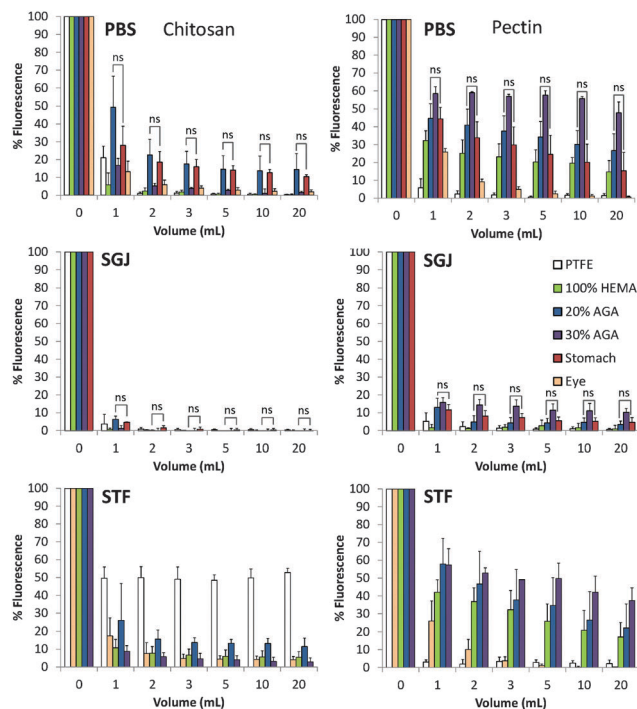 PBS Chitosan
% Fluorescence
100
90
80
70
60
50
40
30
20
10
0
ns ns ns ns ns ns
0 1 2 3 5 10 20
Volume (mL)
PBS Pectin
% Fluorescence
100
90
80
70
60
50
40
30
20
10
0
ns ns ns ns ns ns
0 1 2 3 5 10 20
Volume (mL)
SGJ
% Fluorescence
100
90
80
70
60
50
40
30
20
10
0
ns ns ns ns ns ns
0 1 2 3 5 10 20
Volume (mL)
SGJ
% Fluorescence
100
90
80
70
60
50
40
30
20
10
0
PTFE
100% HEMA
20% AGA
30% AGA
Stomach
Eye
ns ns ns ns ns ns
0 1 2 3 5 10 20
Volume (mL)
STF
% Fluorescence
100
90
80
70
60
50
40
30
20
10
0
0 1 2 3 5 10 20
Volume (mL)
STF
% Fluorescence
100
90
80
70
60
50
40
30
20
10
0
0 1 2 3 5 10 20
Volume (mL)